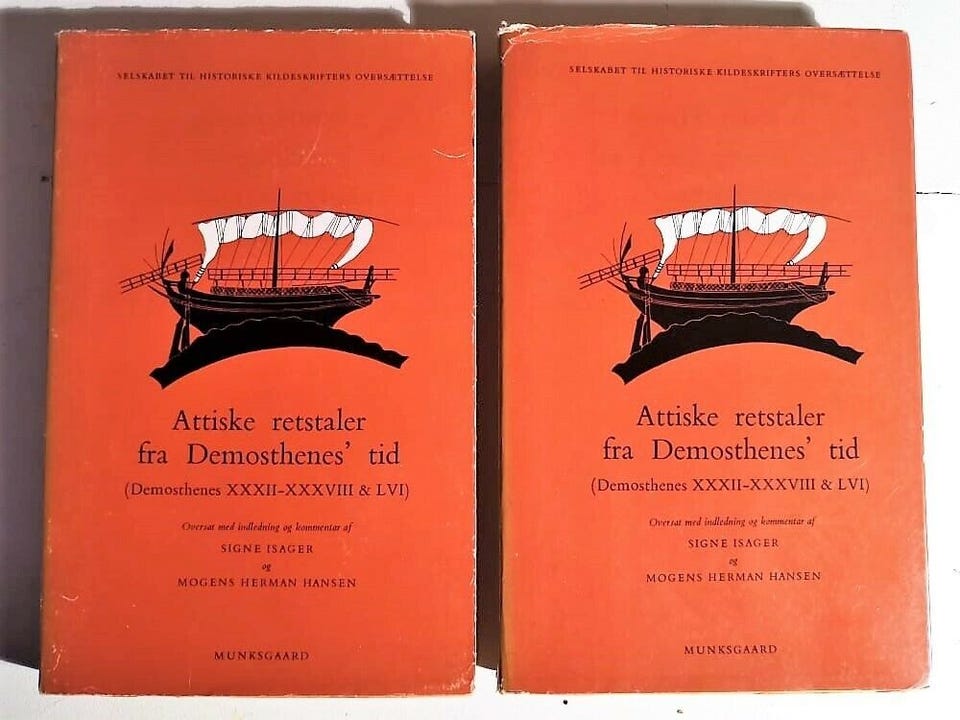 SELSKABET TIL HISTORISKE KILDESKRIFTERS OVERSÆTTELSE
Attiske retstaler
fra Demosthenes’ tid
(Demosthenes XXXII-XXXVIII & LVI)
Oversat med indledning og kommentar af
SIGNE ISAGER
og
MOGENS HERMAN HANSEN
MUNKSGAARD
SELSKABET TIL HISTORISKE KILDESKRIFTERS OVERSÆTTELSE
Attiske retstaler
fra Demosthenes’ tid
(Demosthenes XXXII-XXXVIII & LVI)
Oversat med indledning og kommentar af
SIGNE ISAGER
og
MOGENS HERMAN HANSEN
MUNKSGAARD